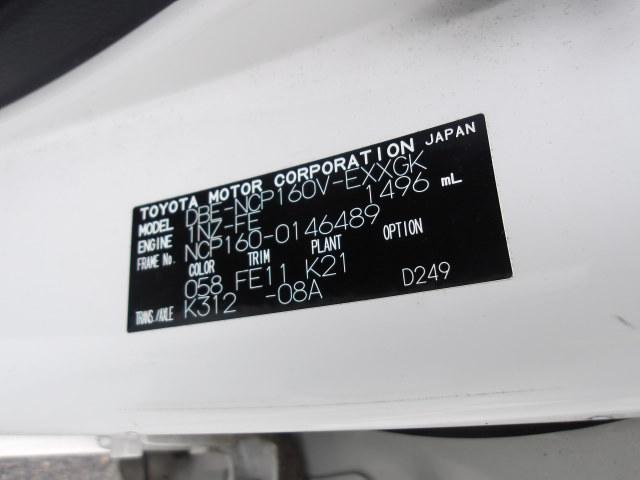 TOYOTA MOTOR CORPORATION JAPAN
MODEL DBE-NCP160V-EXXGK
ENGINE 1NZ-FE 1496 mL
FRAME No. NCP160-0146489
COLOR TRIM PLANT OPTION
058 FE11 K21
TRANS./AXLE K312 -08A D249